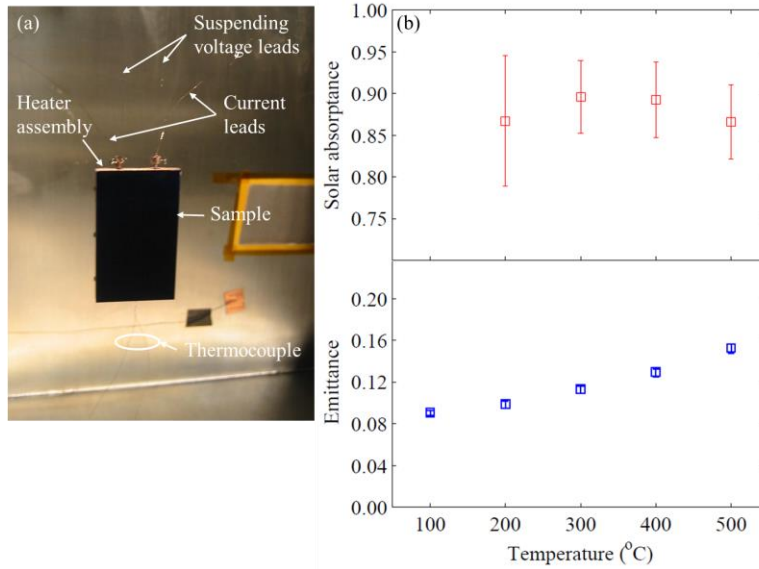 (a)
Suspending
voltage leads
Heater
assembly
Current
leads
Sample
Thermocouple
(b)
Solar absorptance
1.00
0.95
0.90
0.85
0.80
0.75
Emittance
0.20
0.16
0.12
0.08
0.04
0.00
100 200 300 400 500
Temperature (°C)